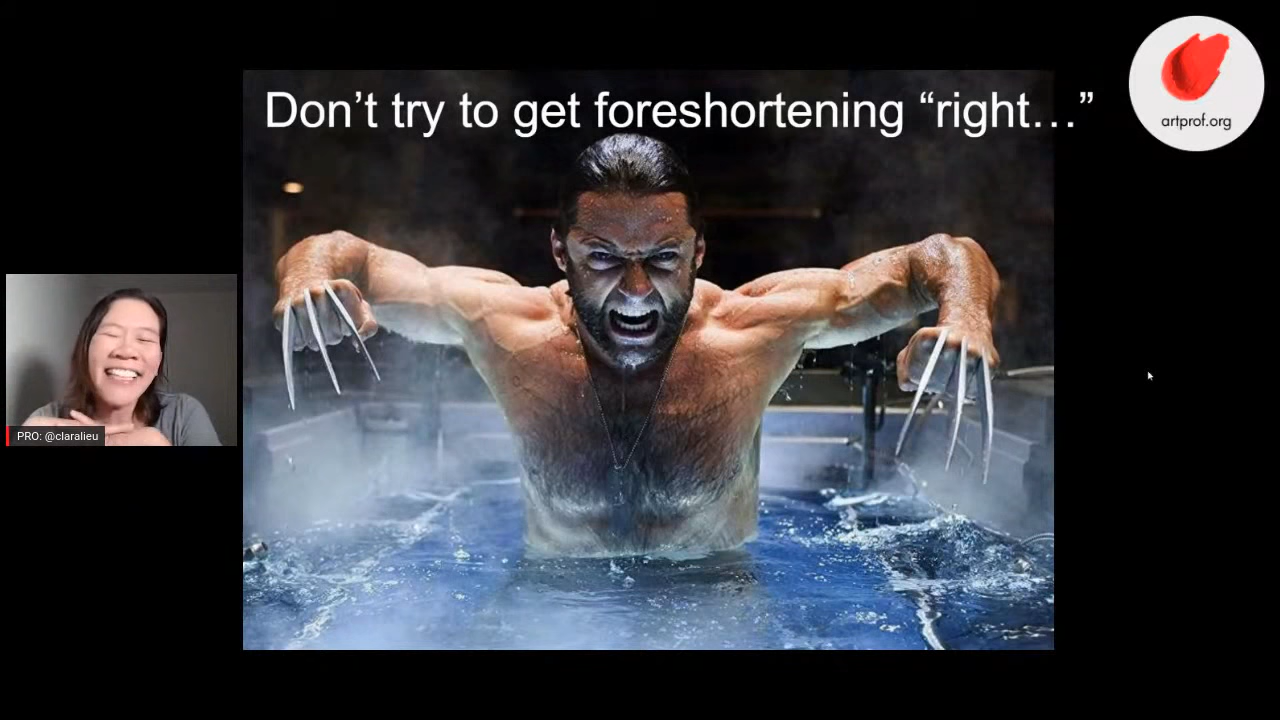 Don’t try to get foreshortening “right…”
artprof.org
PRO: @claralieu